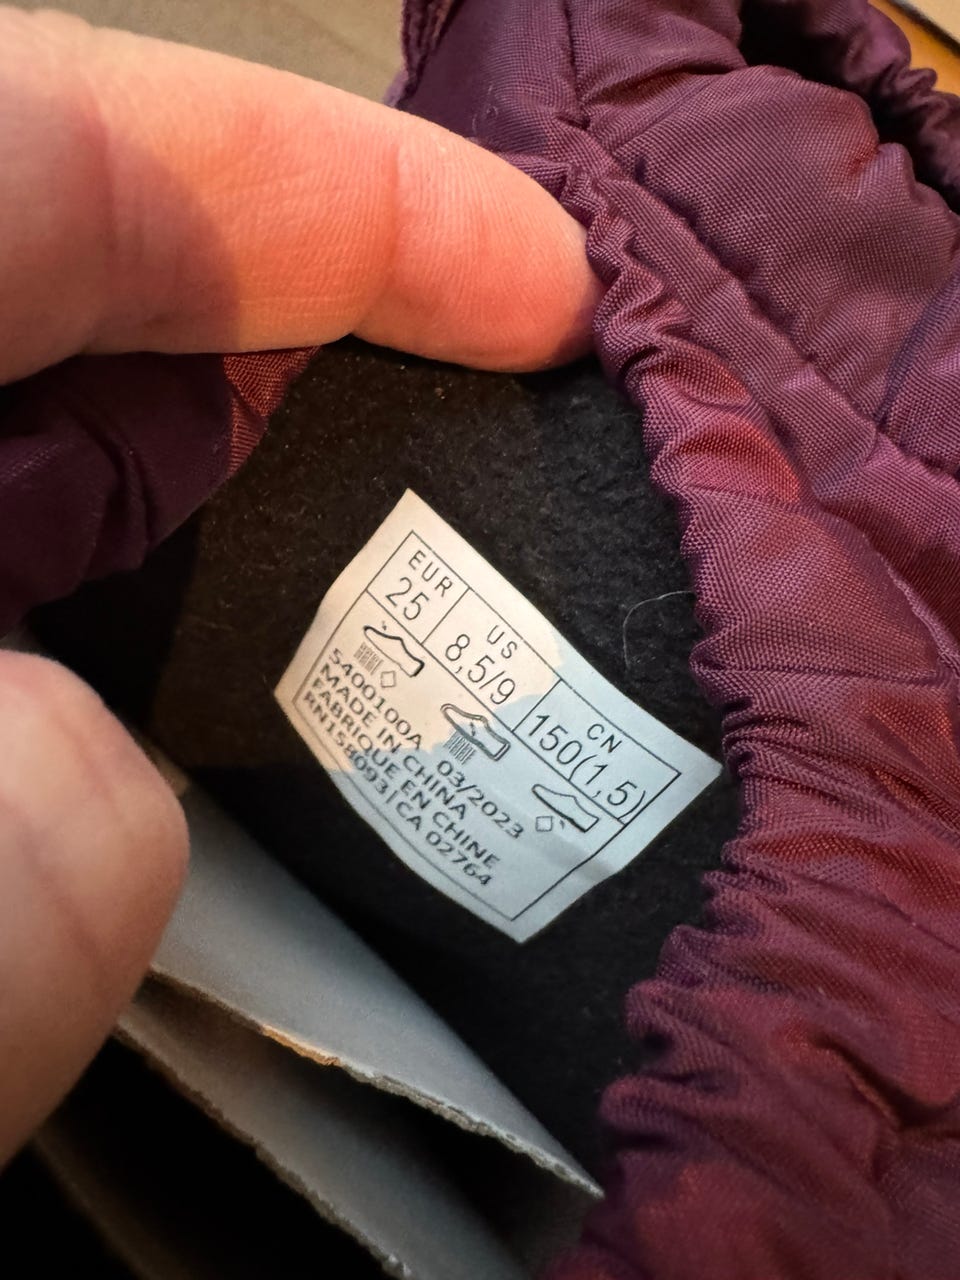 EUR US CN
25 8,5/9 150(1,5)
5400100A 03/2023
MADE IN CHINA
FABRIQUE EN CHINE
RN158093|CA 02764